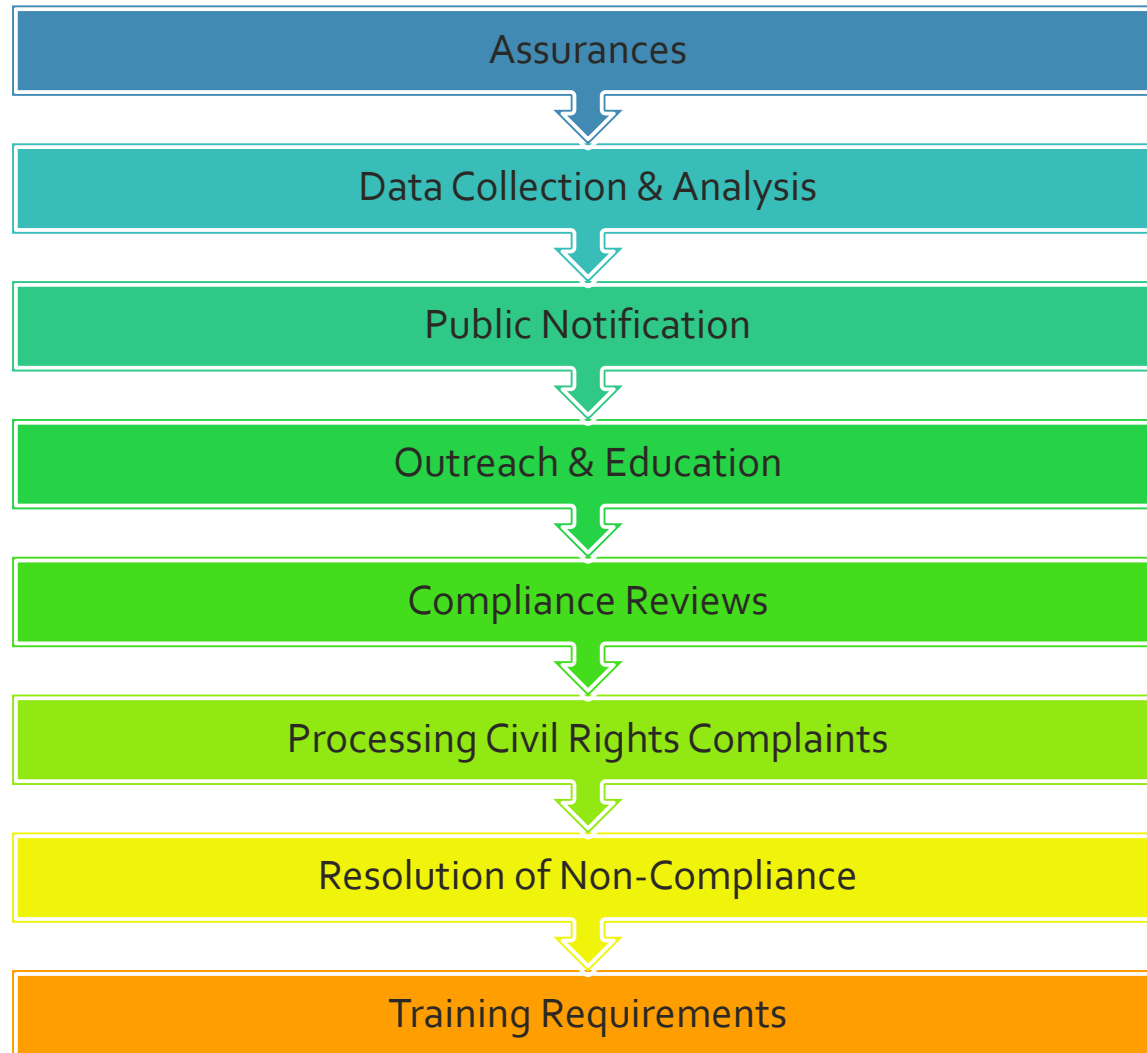 Assurances
Data Collection & Analysis
Public Notification
Outreach & Education
Compliance Reviews
Processing Civil Rights Complaints
Resolution of Non-Compliance
Training Requirements